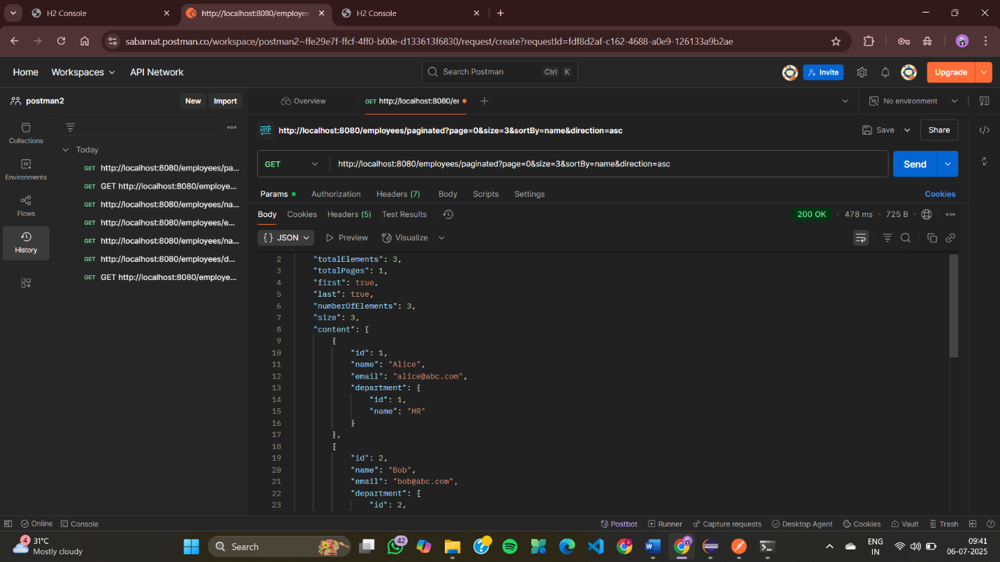 H2 Console
http://localhost:8080/employee
H2 Console
sabarnat.postman.co/workspace/postman2~ffe29e7f-ffcf-4ff0-b00e-d133613f6830/request/create?requestId=fdf8d2af-c162-4688-a0e9-126133a9b2ae
Home Workspaces API Network
Search Postman Ctrl K
Invite
Upgrade
postman2
New Import
Overview
GET http://localhost:8080/er
No environment
Collections
Environments
Flows
History
Today
GET http://localhost:8080/employees/pa...
GET GET http://localhost:8080/employe...
GET http://localhost:8080/employees/na...
GET http://localhost:8080/employees/e...
GET http://localhost:8080/employees/na...
GET http://localhost:8080/employees/d...
GET GET http://localhost:8080/employe...
HTTP http://localhost:8080/employees/paginated?page=0&size=3&sortBy=name&direction=asc
Save Share
GET http://localhost:8080/employees/paginated?page=0&size=3&sortBy=name&direction=asc
Send
Params Authorization Headers (7) Body Scripts Settings Cookies
Body Cookies Headers (5) Test Results
200 OK 478 ms 725 B
{} JSON Preview Visualize
2 "totalElements": 3,
3 "totalPages": 1,
4 "first": true,
5 "last": true,
6 "numberOfElements": 3,
7 "size": 3,
8 "content": [
9 {
10 "id": 1,
11 "name": "Alice",
12 "email": "alice@abc.com",
13 "department": {
14 "id": 1,
15 "name": "HR"
16 }
17 },
18 {
19 "id": 2,
20 "name": "Bob",
21 "email": "bob@abc.com",
22 "department": {
23 "id": 2,
Online Console
Postbot Runner Capture requests Desktop Agent Cookies Vault Trash
4
31°C
Mostly cloudy
Search
42
ENG
IN
09:41
06-07-2025